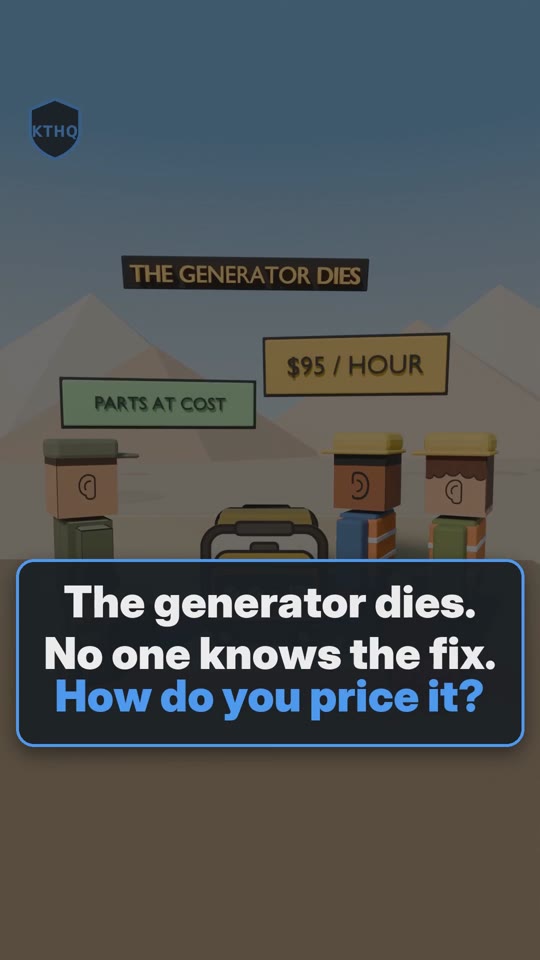 KTHQ
THE GENERATOR DIES
$95 / HOUR
PARTS AT COST
The generator dies.
No one knows the fix.
How do you price it?